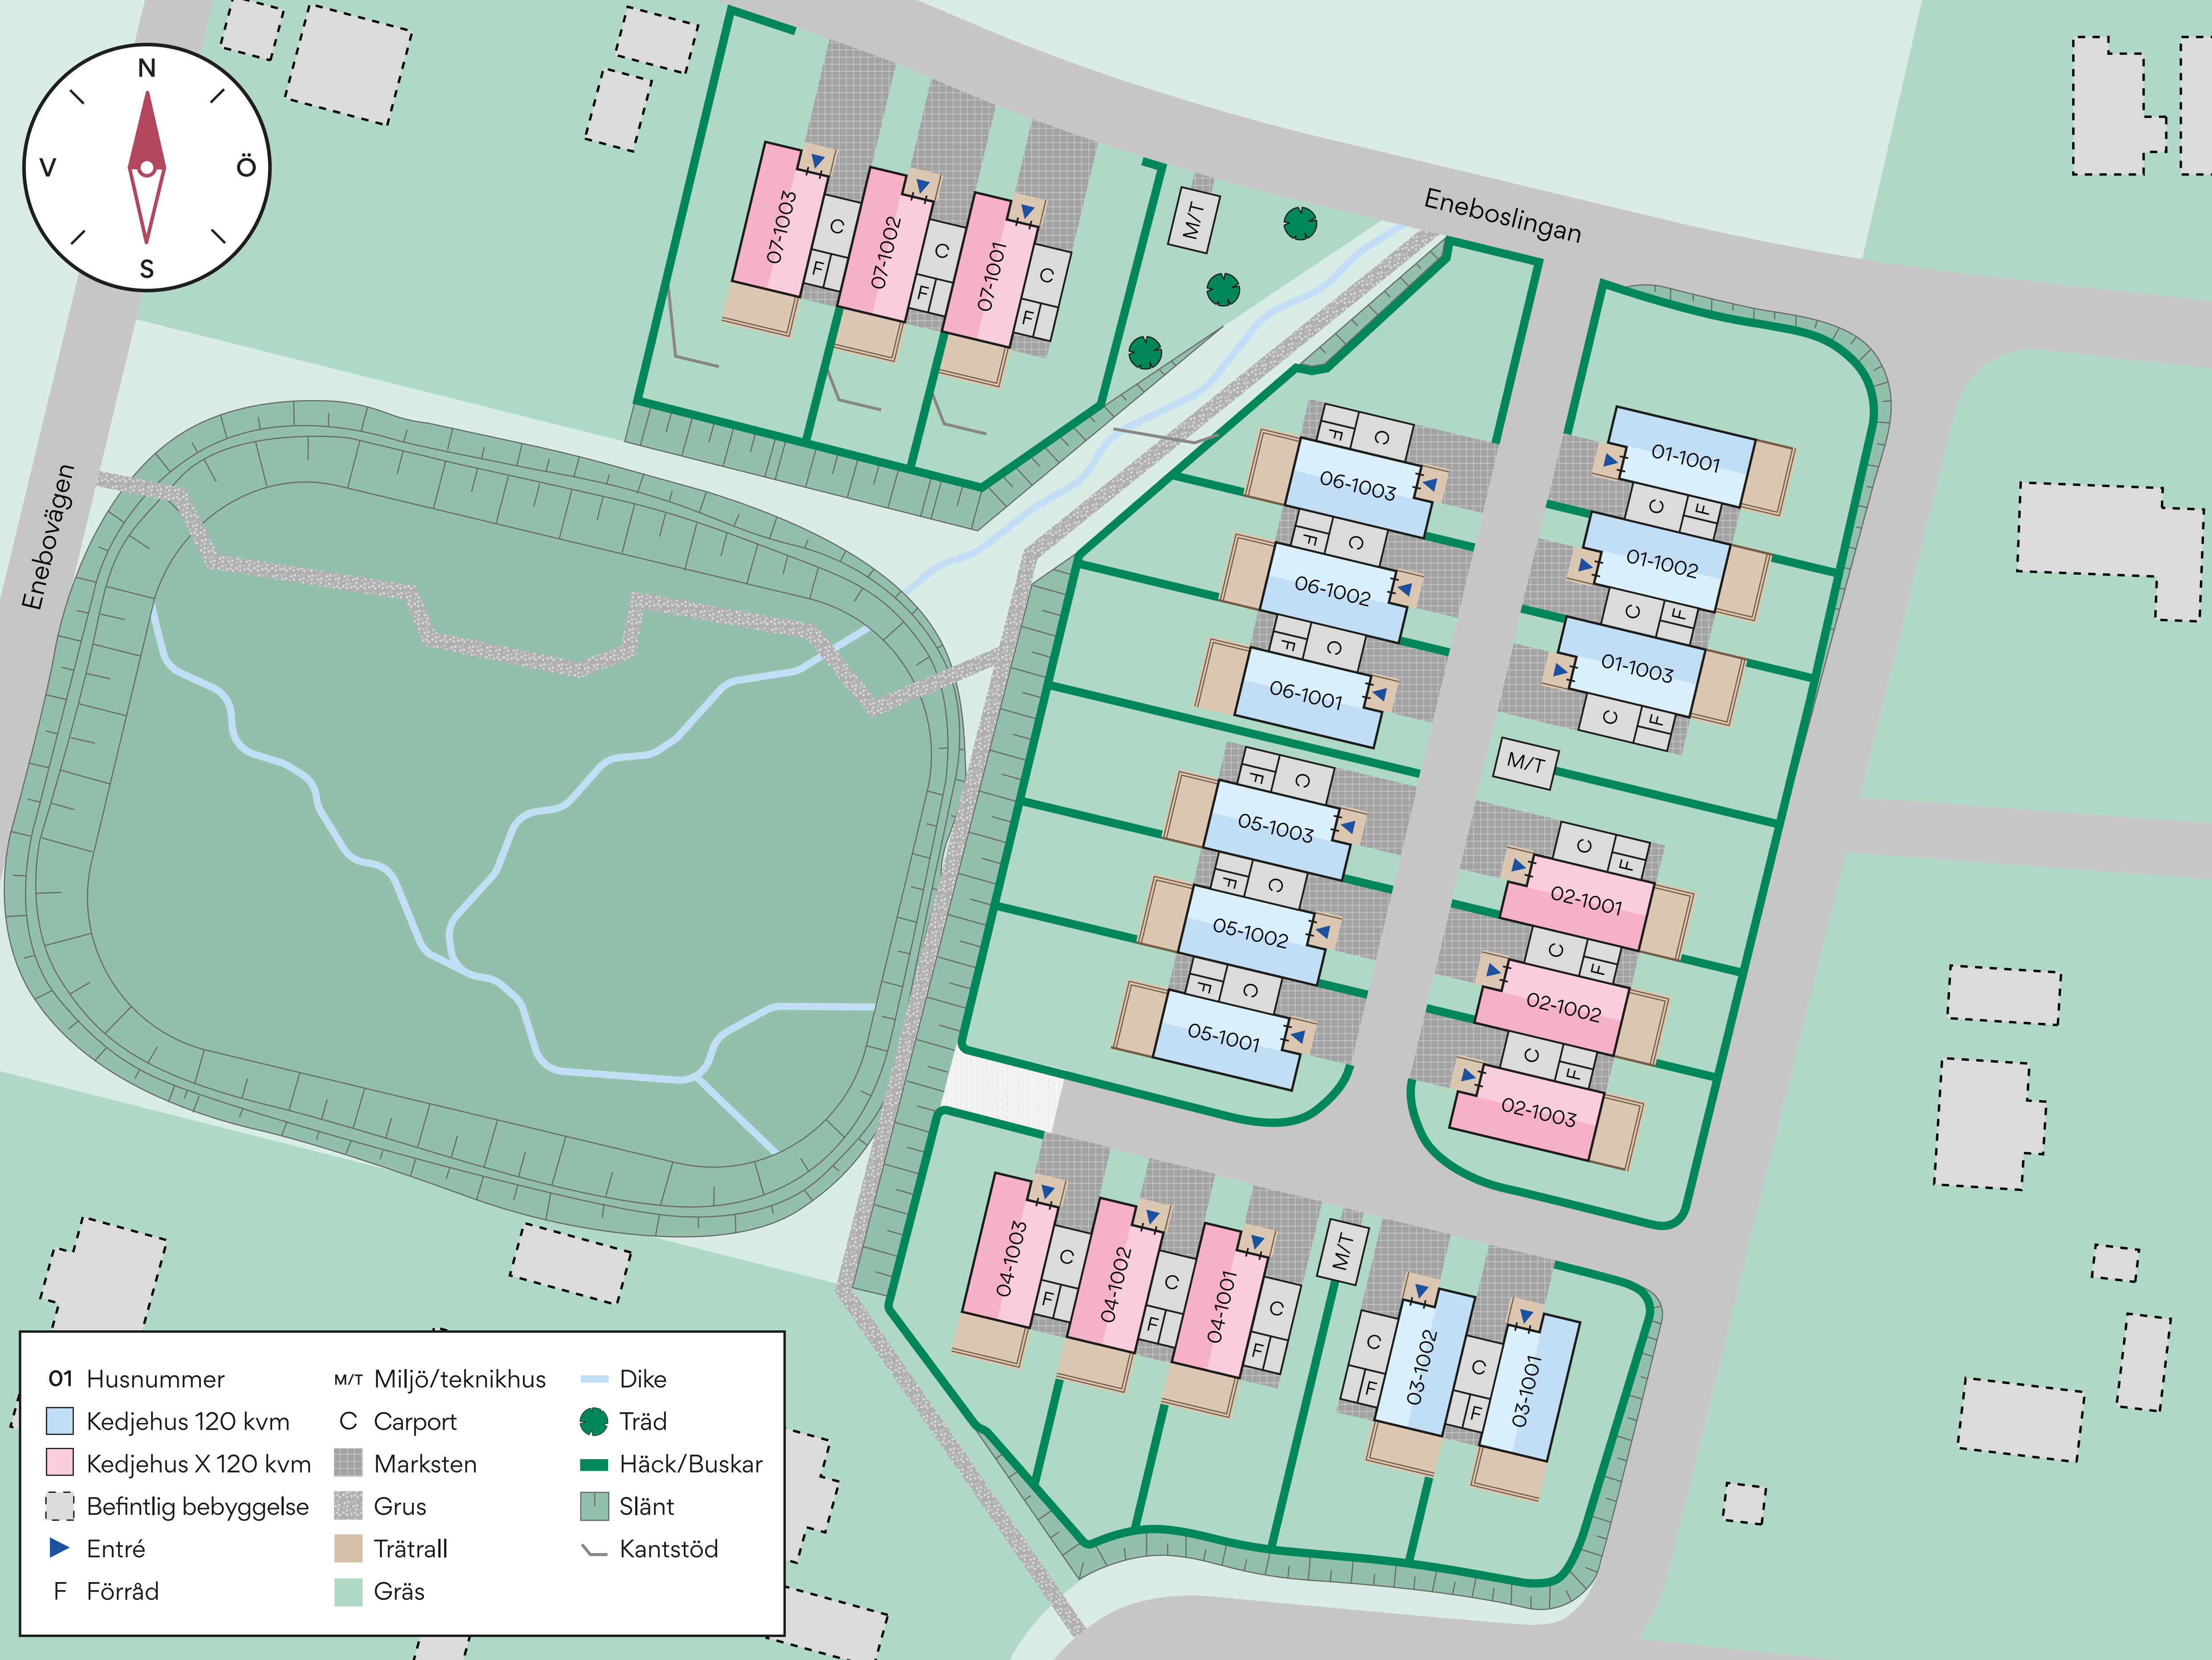 N
V
Ö
S
Eneboslingan
Enebovägen
07-1003
C
F
07-1002
C
F
07-1001
C
F
M/T
F
C
06-1003
F
C
06-1002
F
C
06-1001
01-1001
C
F
01-1002
C
F
01-1003
C
F
M/T
F
C
05-1003
F
C
05-1002
F
C
05-1001
C
F
02-1001
C
F
02-1002
C
F
02-1003
04-1003
C
F
04-1002
C
F
04-1001
C
F
M/T
C
F
03-1002
C
F
03-1001
01 Husnummer
Kedjehus 120 kvm
Kedjehus X 120 kvm
Befintlig bebyggelse
Entré
F Förråd
M/T Miljö/teknikhus
C Carport
Marksten
Grus
Trätrall
Gräs
Dike
Träd
Häck/Buskar
Slänt
Kantstöd